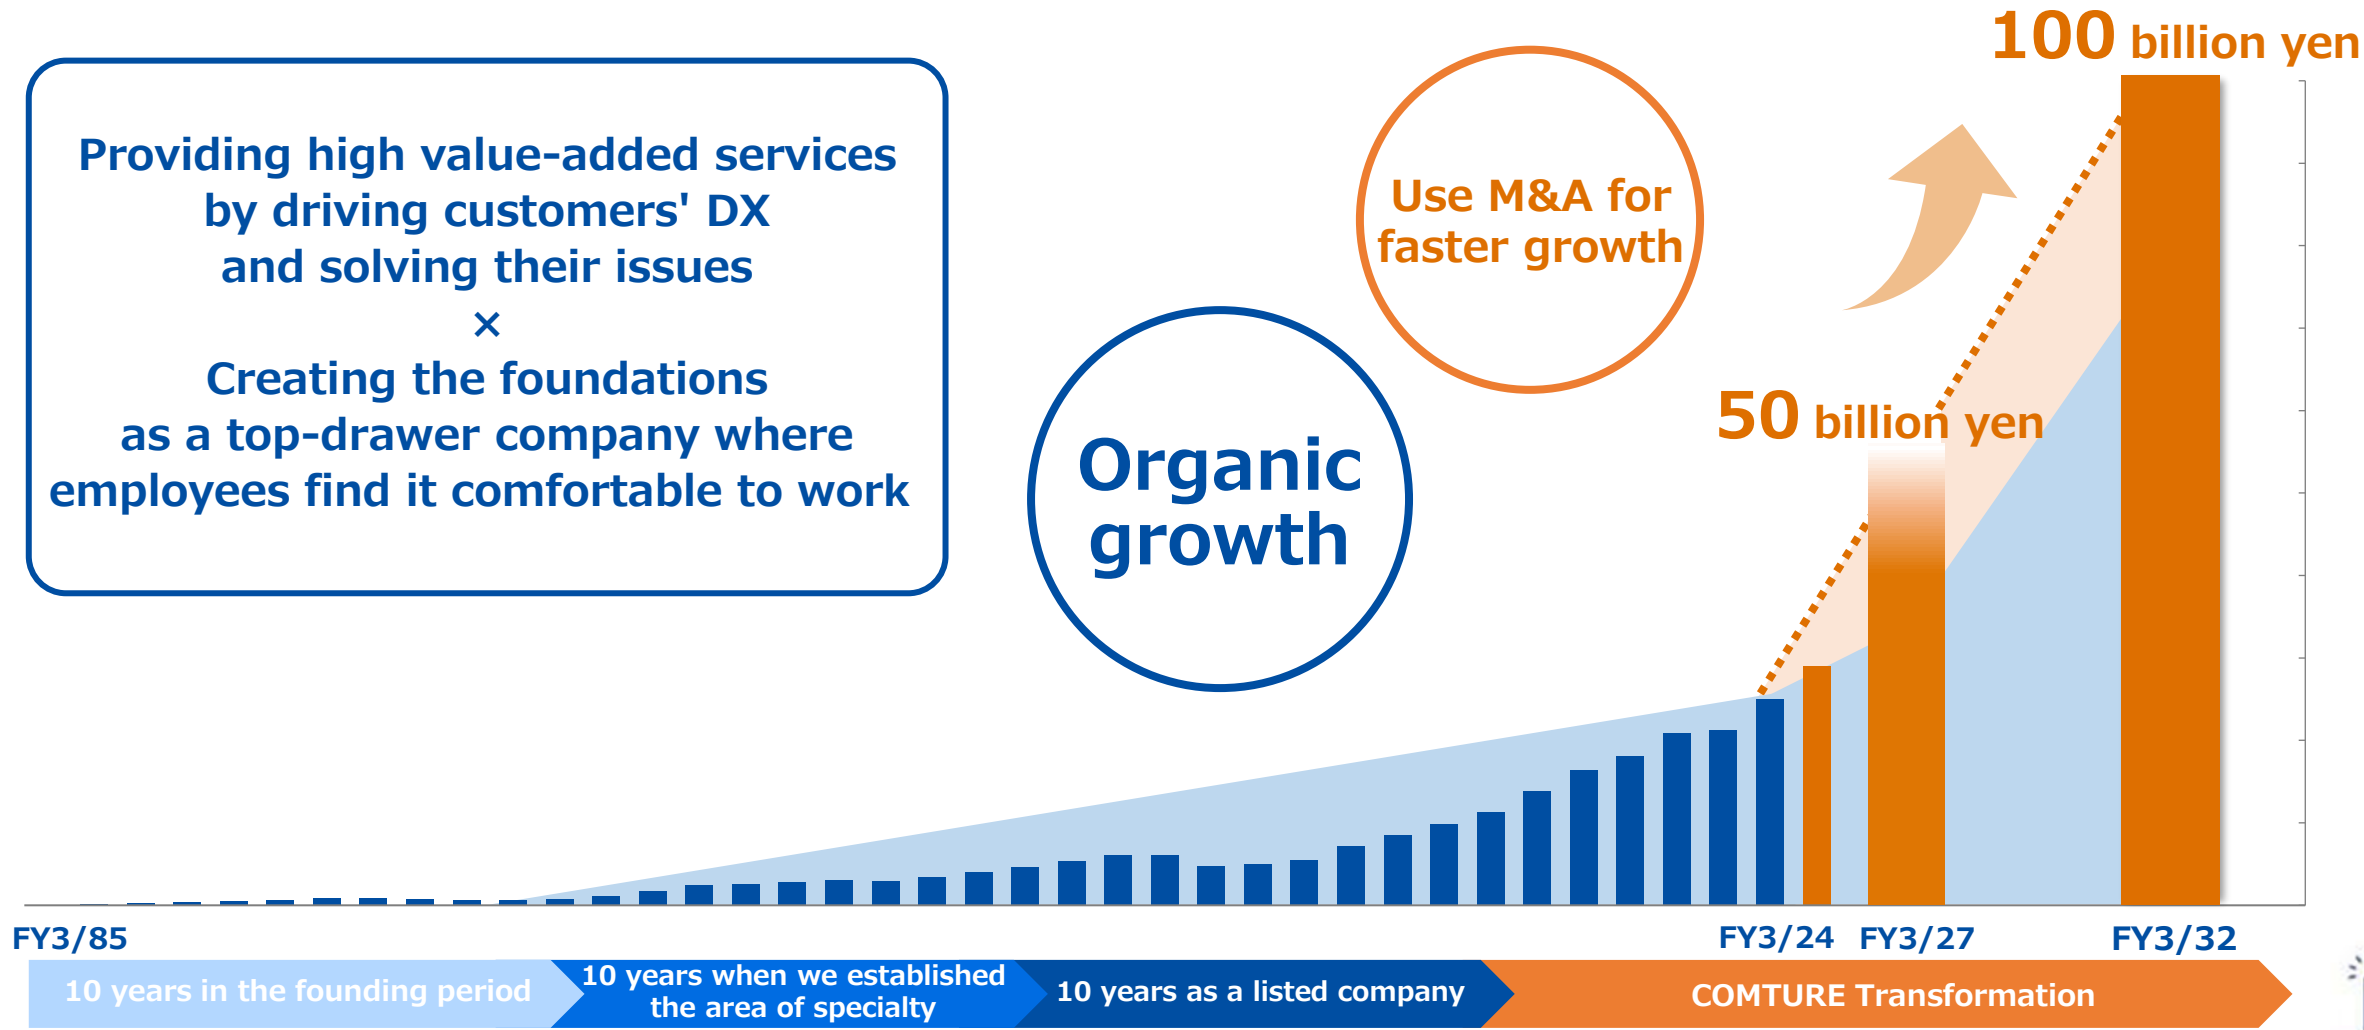 100 billion yen
Providing high value-added services
by driving customers' DX
and solving their issues
×
Creating the foundations
as a top-drawer company where
employees find it comfortable to work
Use M&A for
faster growth
Organic
growth
50 billion yen
FY3/85
FY3/24
FY3/27
FY3/32
10 years in the founding period
10 years when we established
the area of specialty
10 years as a listed company
COMTURE Transformation